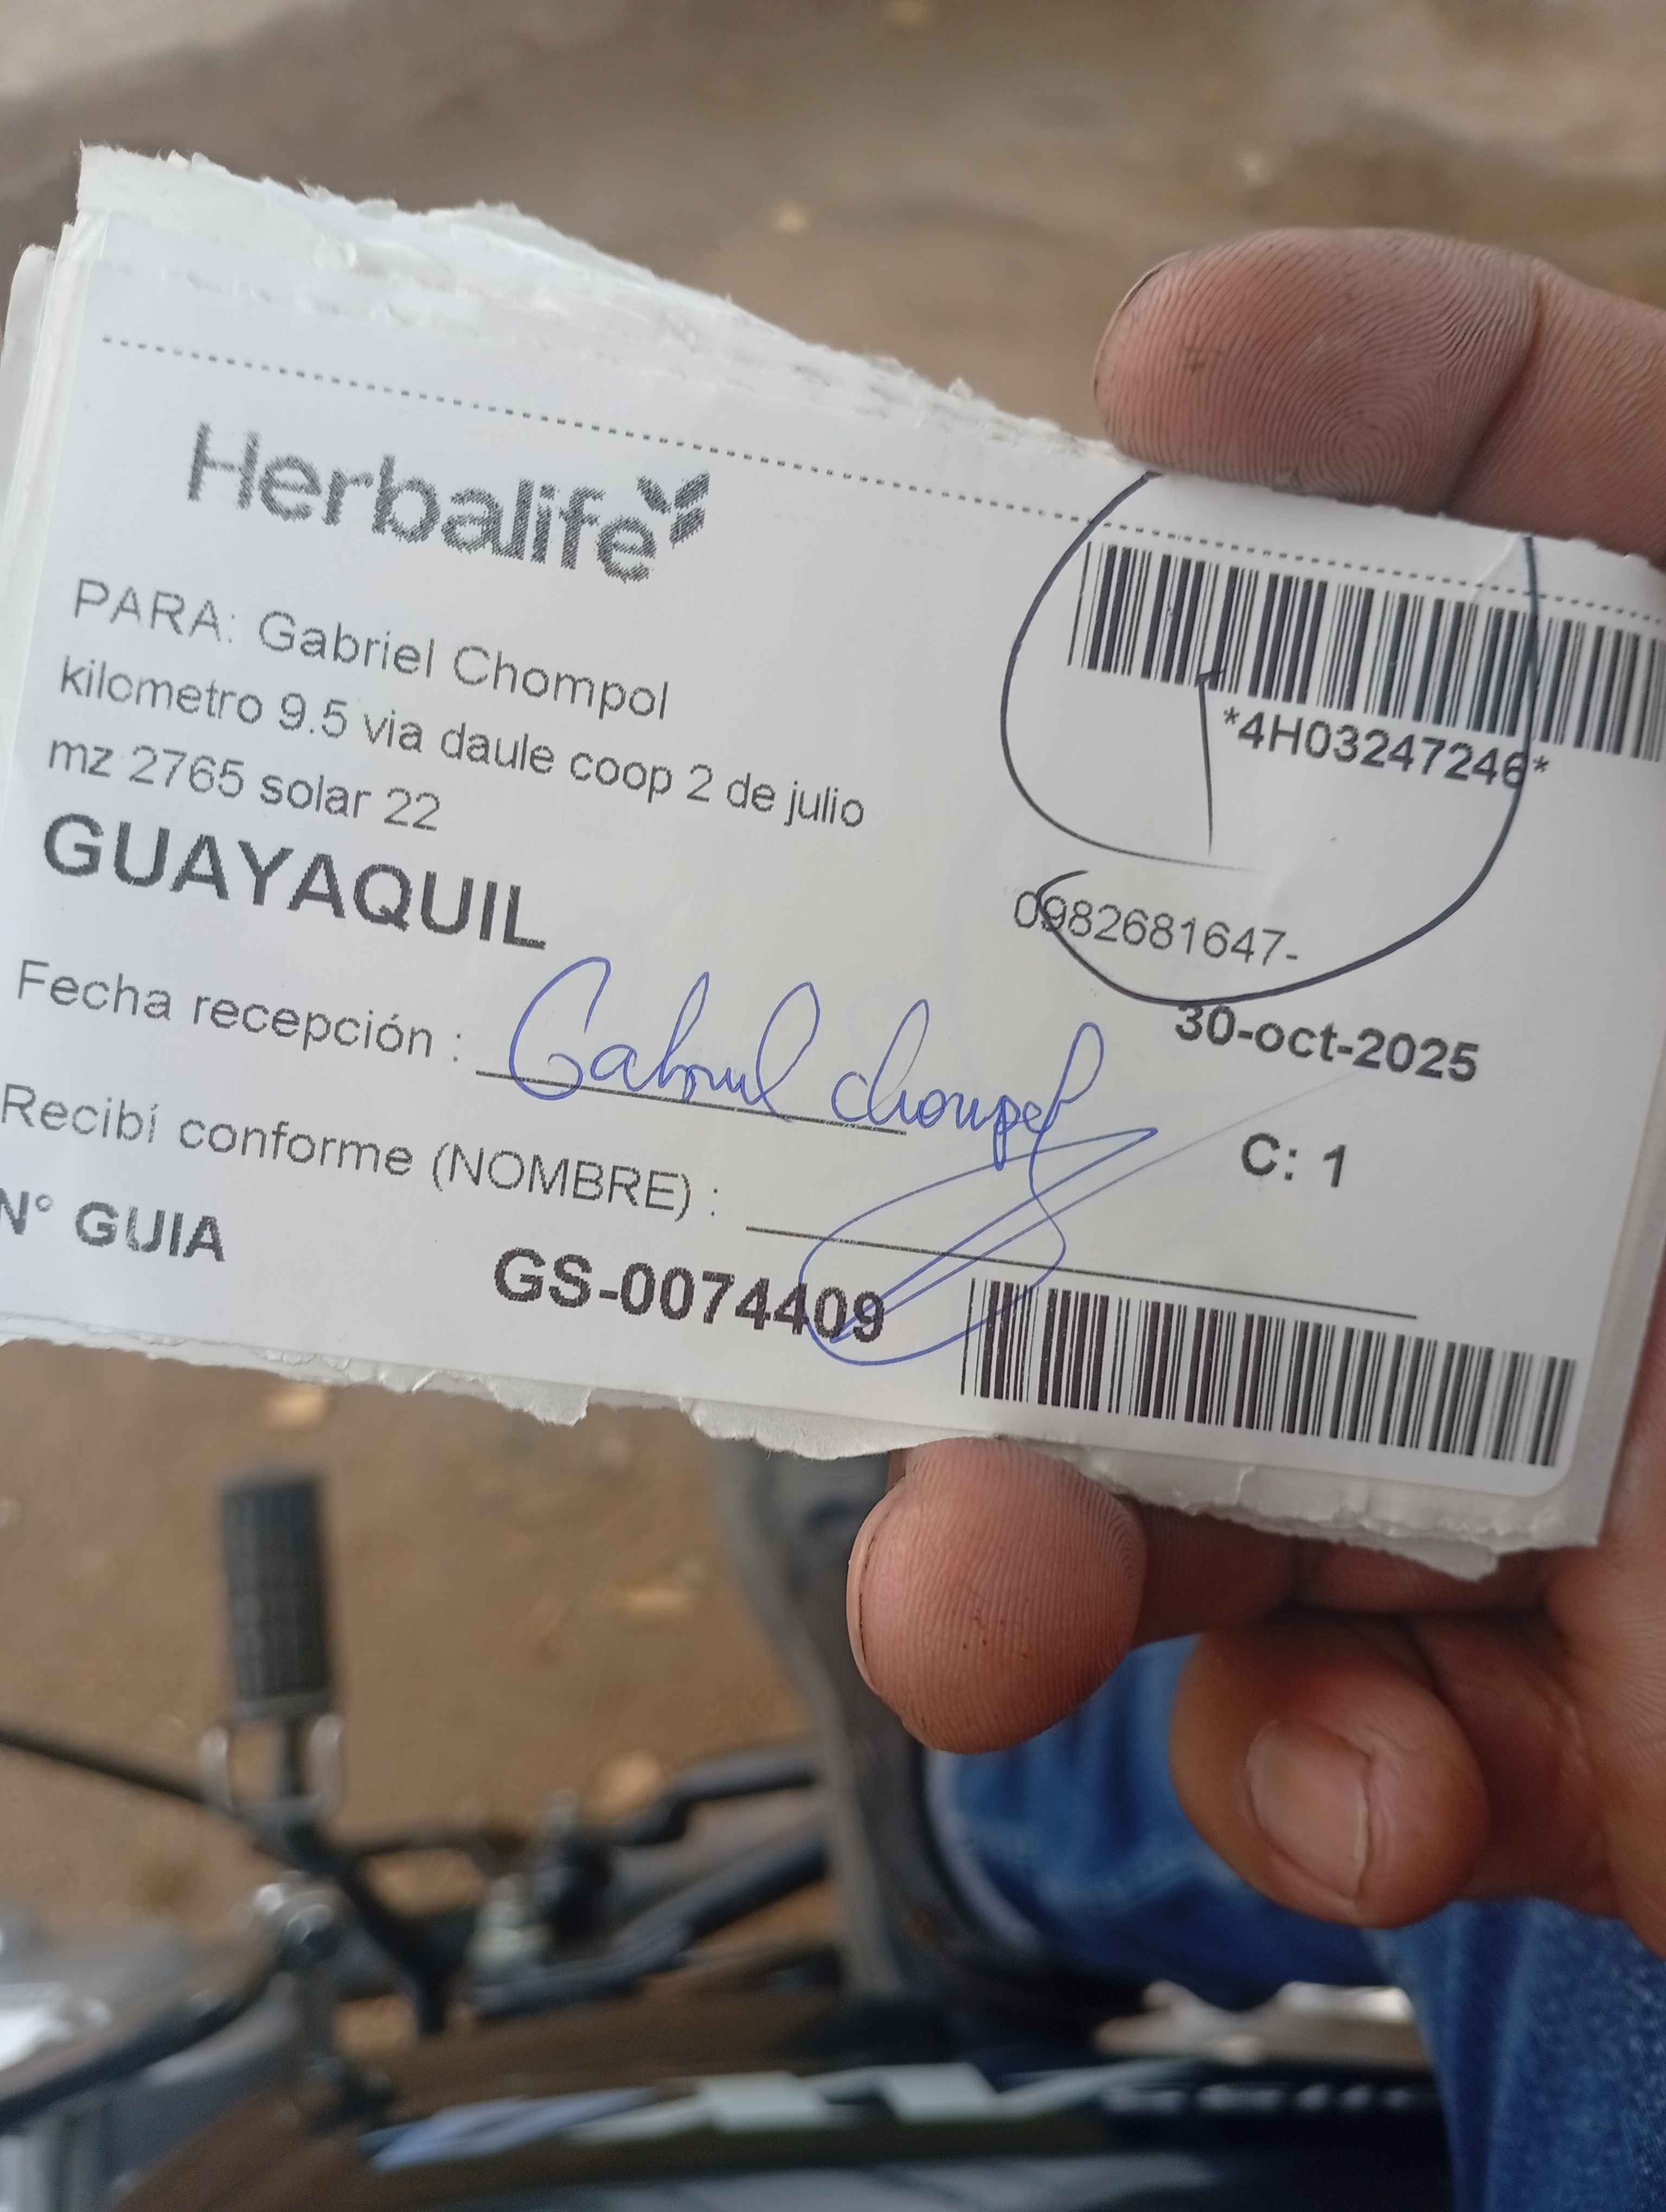 Herbalife
PARA: Gabriel Chompol
kilometro 9.5 via daule coop 2 de julio
mz 2765 solar 22
GUAYAQUIL
*4H03247246*
0982681647-
30-oct-2025
Fecha recepción : Gabriel Chompol
C: 1
Recibí conforme (NOMBRE) :
N° GUIA GS-0074409